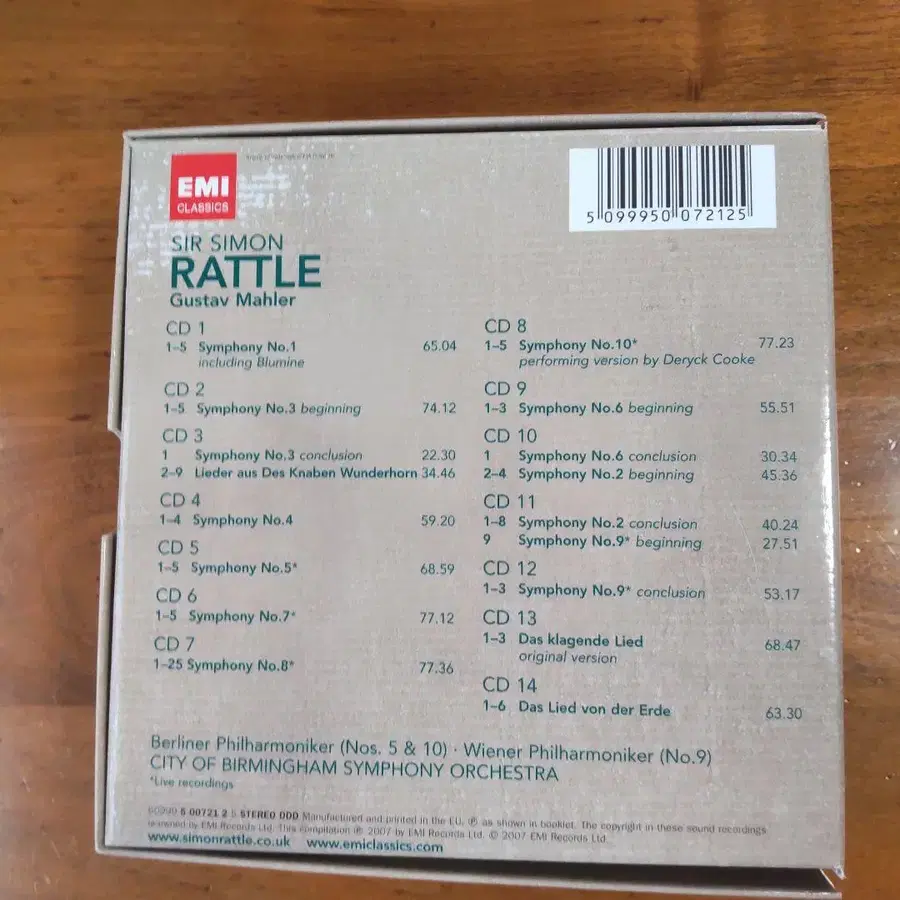 EMI
CLASSICS
5 099950 072125
SIR SIMON
RATTLE
Gustav Mahler
CD 1
1–5 Symphony No.1 65.04
including Blumine
CD 2
1–5 Symphony No.3 beginning 74.12
CD 3
1 Symphony No.3 conclusion 22.30
2–9 Lieder aus Des Knaben Wunderhorn 34.46
CD 4
1–4 Symphony No.4 59.20
CD 5
1–5 Symphony No.5* 68.59
CD 6
1–5 Symphony No.7* 77.12
CD 7
1–25 Symphony No.8* 77.36
CD 8
1–5 Symphony No.10* 77.23
performing version by Deryck Cooke
CD 9
1–3 Symphony No.6 beginning 55.51
CD 10
1 Symphony No.6 conclusion 30.34
2–4 Symphony No.2 beginning 45.36
CD 11
1–8 Symphony No.2 conclusion 40.24
9 Symphony No.9* beginning 27.51
CD 12
1–3 Symphony No.9* conclusion 53.17
CD 13
1–3 Das klagende Lied 68.47
original version
CD 14
1–6 Das Lied von der Erde 63.30
Berliner Philharmoniker (Nos. 5 & 10) · Wiener Philharmoniker (No.9)
CITY OF BIRMINGHAM SYMPHONY ORCHESTRA
*Live recordings
50999 5 00721 2 5 STEREO DDD Manufactured and printed in the EU. ℗ as shown in booklet. The copyright in these sound recordings
is owned by EMI Records Ltd. This compilation ℗ 2007 by EMI Records Ltd. © 2007 EMI Records Ltd.
www.simonrattle.co.uk www.emiclassics.com